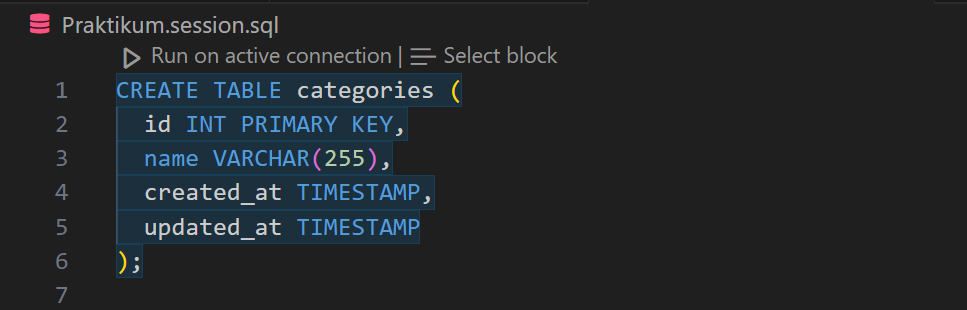 Praktikum.session.sql
Run on active connection | Select block
1 CREATE TABLE categories (
2 id INT PRIMARY KEY,
3 name VARCHAR(255),
4 created_at TIMESTAMP,
5 updated_at TIMESTAMP
6 );
7